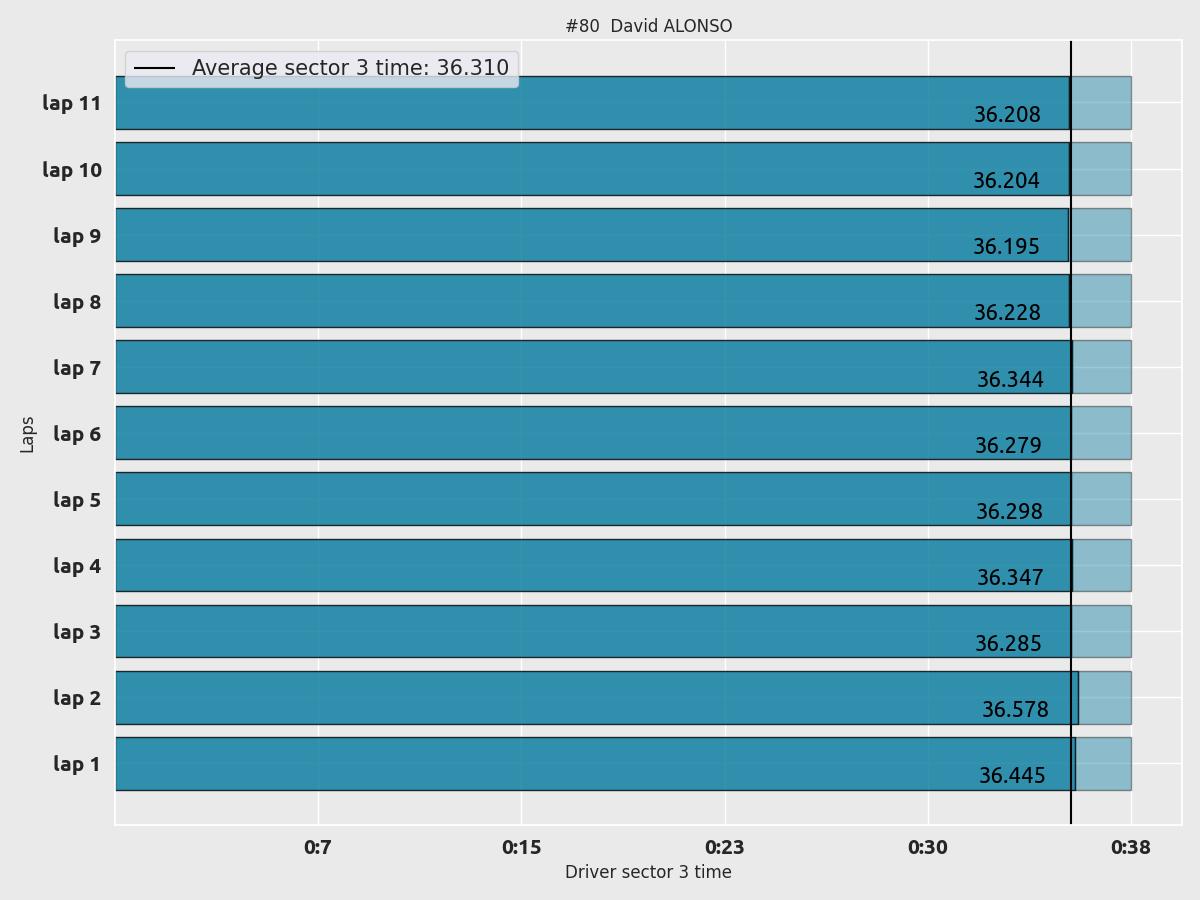 #80  David ALONSO
Average sector 3 time: 36.310
lap 11
36.208
lap 10
36.204
lap 9
36.195
lap 8
36.228
lap 7
36.344
lap 6
36.279
lap 5
36.298
lap 4
36.347
lap 3
36.285
lap 2
36.578
lap 1
36.445
Laps
0:7
0:15
0:23
0:30
0:38
Driver sector 3 time